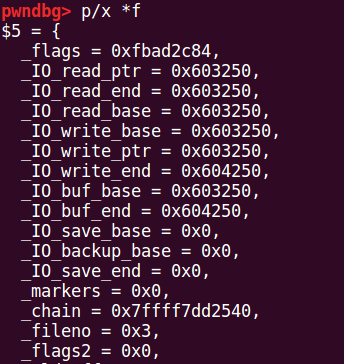 pwndbg> p/x *f
$5 = {
  _flags = 0xfbad2c84,
  _IO_read_ptr = 0x603250,
  _IO_read_end = 0x603250,
  _IO_read_base = 0x603250,
  _IO_write_base = 0x603250,
  _IO_write_ptr = 0x603250,
  _IO_write_end = 0x604250,
  _IO_buf_base = 0x603250,
  _IO_buf_end = 0x604250,
  _IO_save_base = 0x0,
  _IO_backup_base = 0x0,
  _IO_save_end = 0x0,
  _markers = 0x0,
  _chain = 0x7ffff7dd2540,
  _fileno = 0x3,
  _flags2 = 0x0,